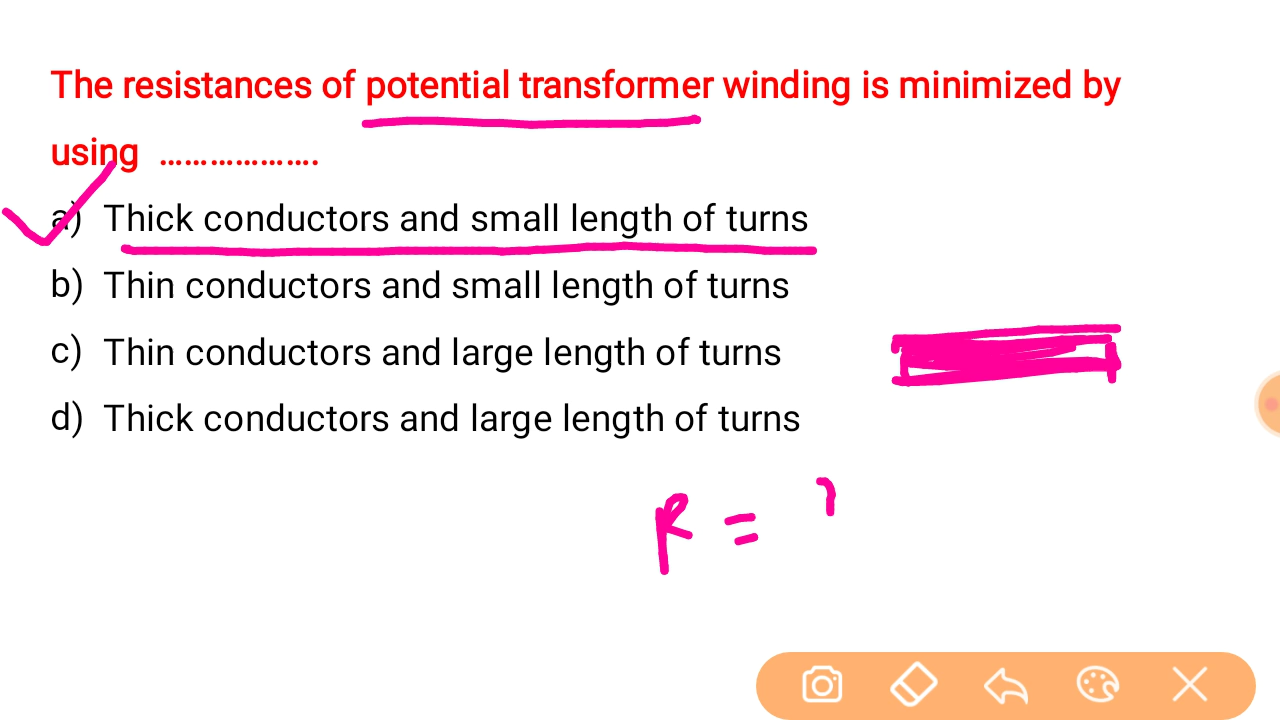 The resistances of potential transformer winding is minimized by
using ...................
a) Thick conductors and small length of turns
b) Thin conductors and small length of turns
c) Thin conductors and large length of turns
d) Thick conductors and large length of turns
R =